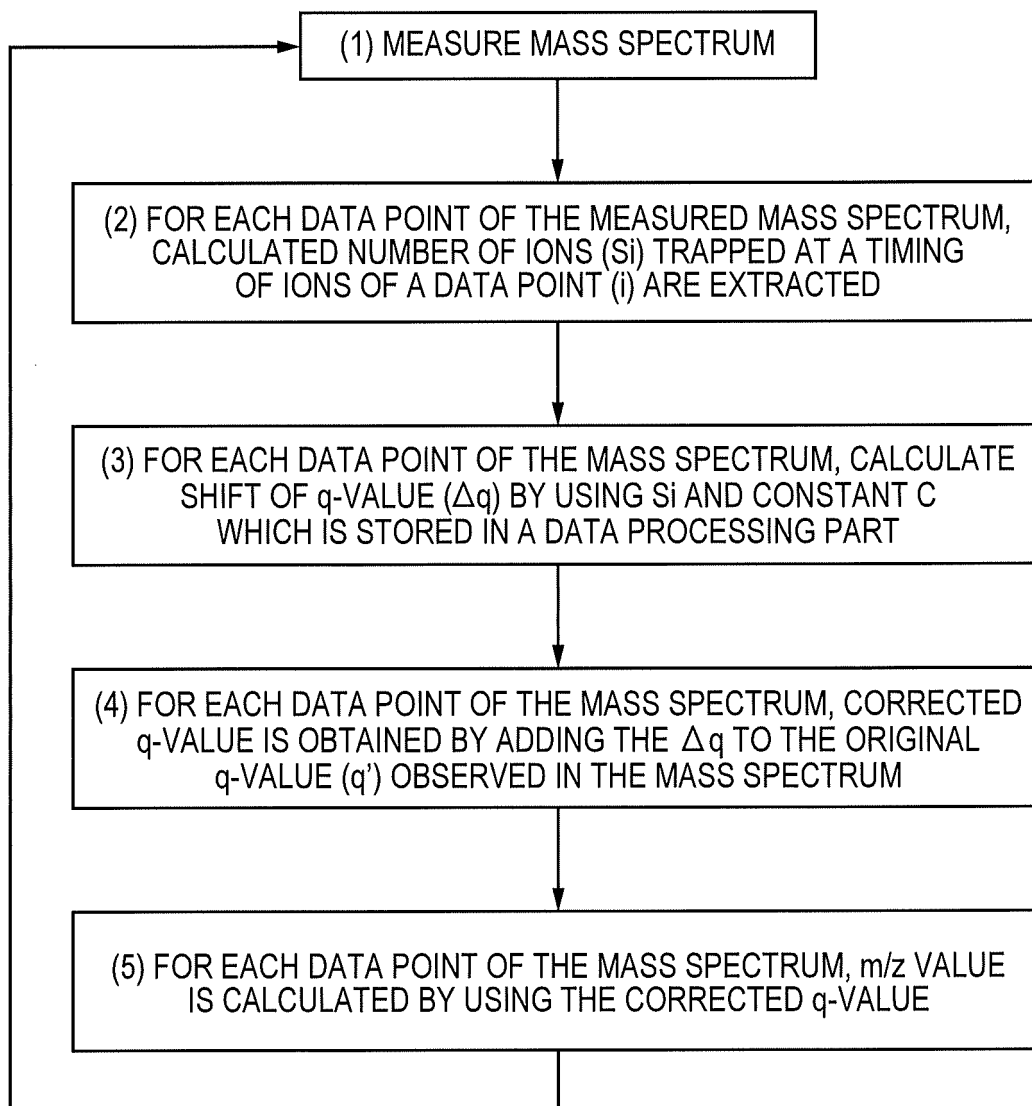 (1) MEASURE MASS SPECTRUM
(2) FOR EACH DATA POINT OF THE MEASURED MASS SPECTRUM,
CALCULATED NUMBER OF IONS (Si) TRAPPED AT A TIMING
OF IONS OF A DATA POINT (i) ARE EXTRACTED
(3) FOR EACH DATA POINT OF THE MASS SPECTRUM, CALCULATE
SHIFT OF q-VALUE (Δq) BY USING Si AND CONSTANT C
WHICH IS STORED IN A DATA PROCESSING PART
(4) FOR EACH DATA POINT OF THE MASS SPECTRUM, CORRECTED
q-VALUE IS OBTAINED BY ADDING THE Δq TO THE ORIGINAL
q-VALUE (q') OBSERVED IN THE MASS SPECTRUM
(5) FOR EACH DATA POINT OF THE MASS SPECTRUM, m/z VALUE
IS CALCULATED BY USING THE CORRECTED q-VALUE